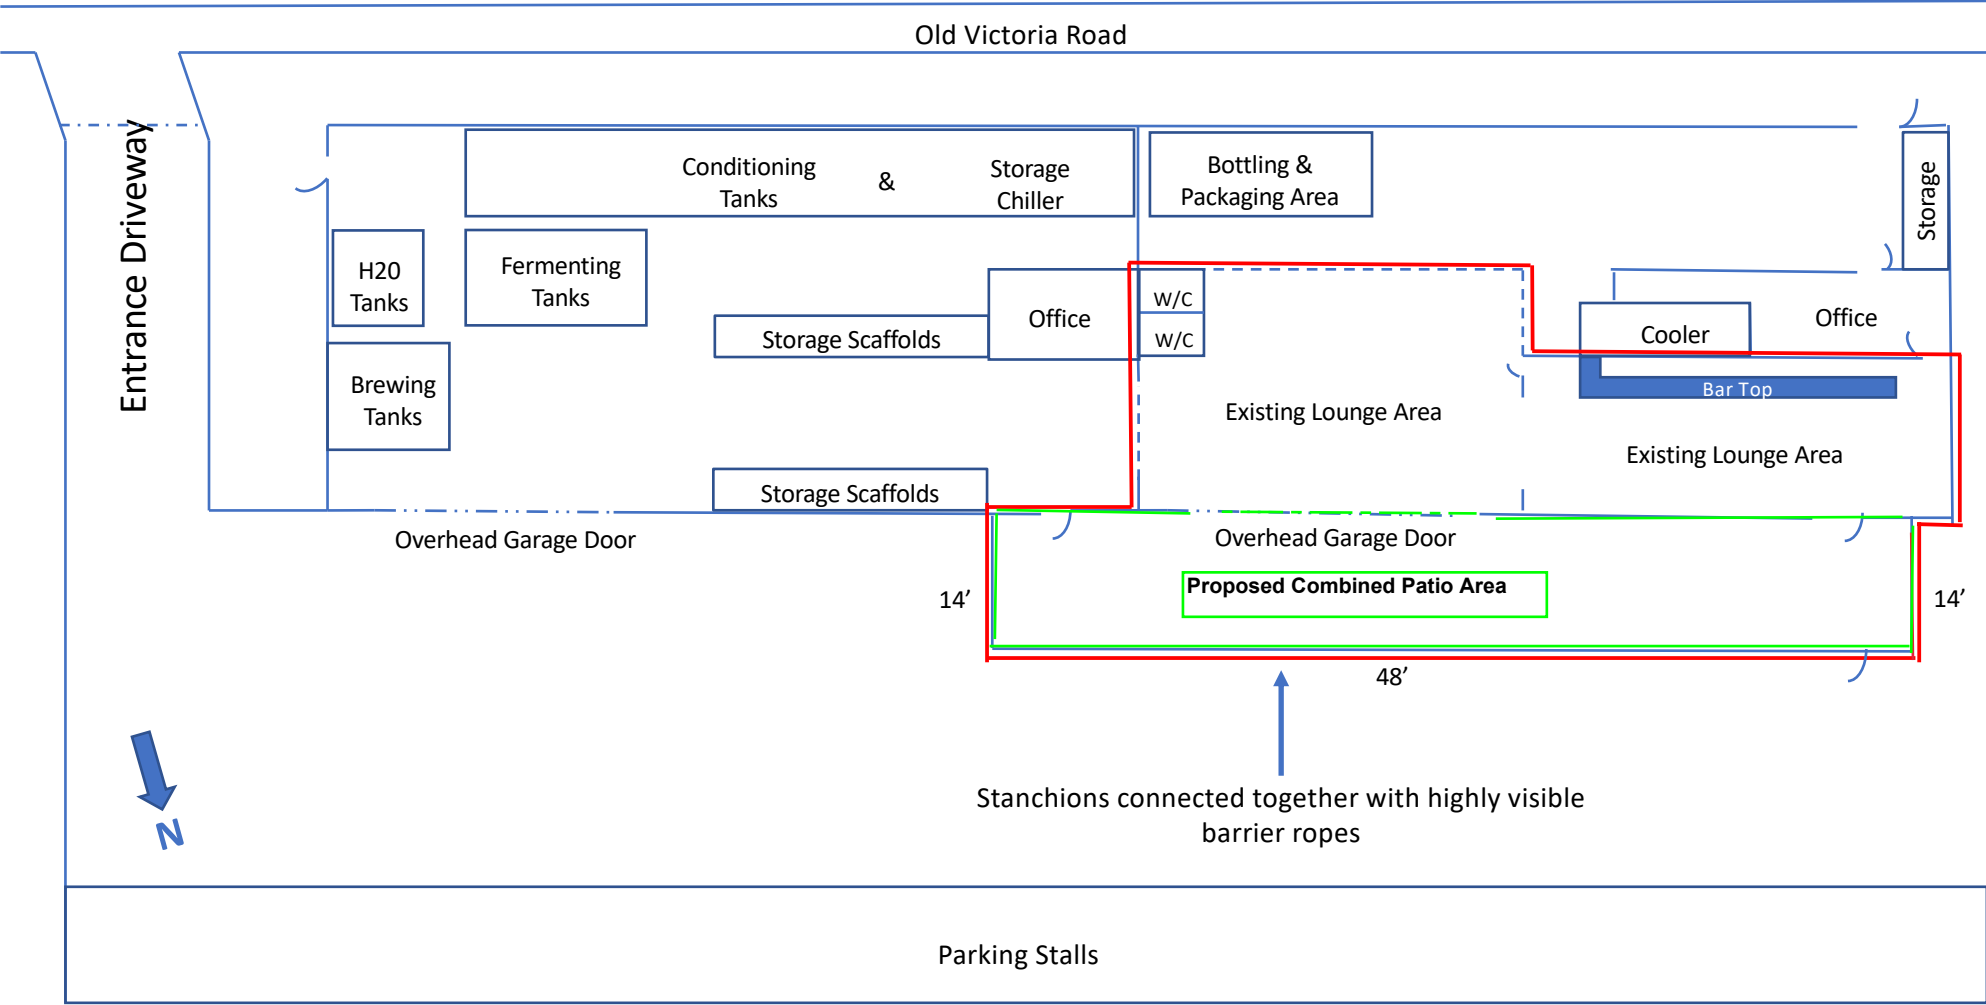 Old Victoria Road
Entrance Driveway
Conditioning
Tanks
&
Storage
Chiller
Bottling &
Packaging Area
Storage
H20
Tanks
Fermenting
Tanks
Office
W/C
W/C
Storage Scaffolds
Cooler
Office
Brewing
Tanks
Bar Top
Existing Lounge Area
Existing Lounge Area
Storage Scaffolds
Overhead Garage Door
Overhead Garage Door
Proposed Combined Patio Area
14’
14’
48’
N
Stanchions connected together with highly visible
barrier ropes
Parking Stalls